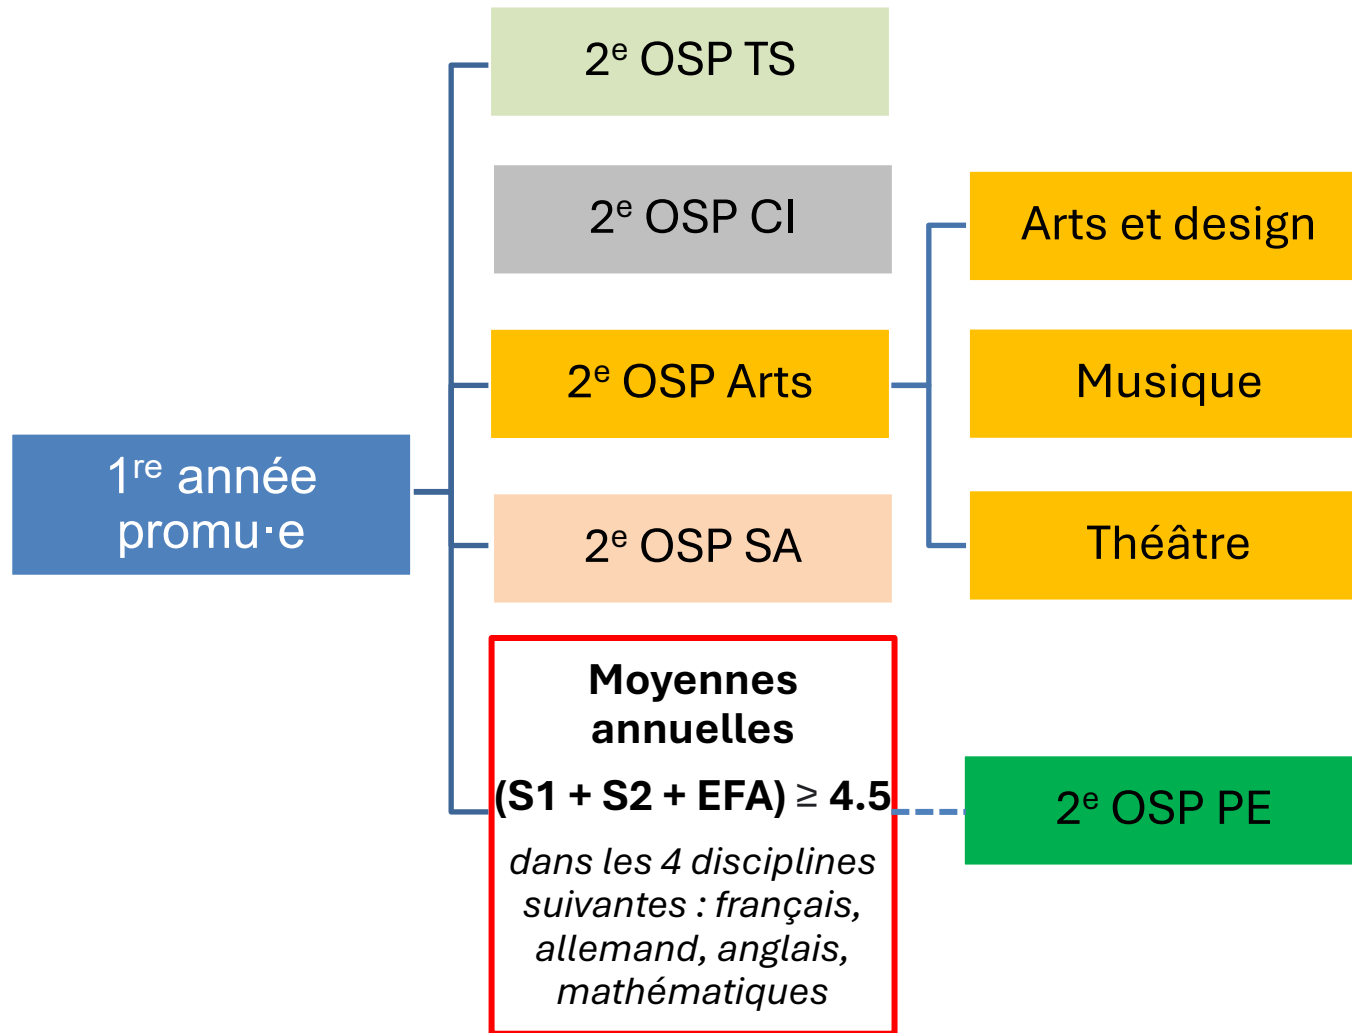 2e OSP TS
2e OSP CI
2e OSP Arts
2e OSP SA
1re année
promu·e
Arts et design
Musique
Théâtre
Moyennes
annuelles
(S1 + S2 + EFA) ≥ 4.5
dans les 4 disciplines
suivantes : français,
allemand, anglais,
mathématiques
2e OSP PE